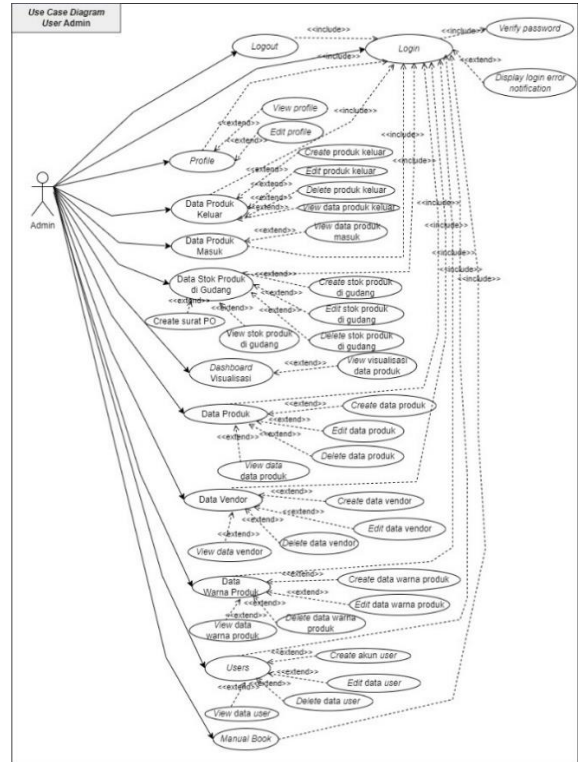 Use Case Diagram
User Admin
<<include>>
Verify password
Logout
Login
<<include>>
<<extend>>
Display login error
notification
<<include>>
View profile
<<extend>>
<<include>>
Edit profile
<<extend>>
Profile
<<include>>
Create produk keluar
<<extend>>
Edit produk keluar
<<extend>>
Delete produk keluar
Data Produk
Keluar
<<extend>>
View data produk keluar
<<extend>>
Admin
Data Produk
Masuk
<<extend>>
View data produk
masuk
<<include>>
<<include>>
<<include>>
Data Stok Produk
di Gudang
<<extend>>
Create stok produk
di gudang
<<extend>>
<<extend>>
Edit stok produk
di gudang
Create surat PO
<<extend>>
View stok produk
di gudang
<<extend>>
Delete stok produk
di gudang
Dashboard
Visualisasi
<<extend>>
View visualisasi
data produk
Data Produk
<<extend>>
Create data produk
<<extend>>
Edit data produk
<<extend>>
<<extend>>
Delete data produk
View data
data produk
Data Vendor
<<extend>>
Create data vendor
<<extend>>
Edit data vendor
<<extend>>
<<extend>>
Delete data vendor
View data vendor
Data
Warna Produk
<<extend>>
Create data warna produk
<<extend>>
Edit data warna produk
<<extend>>
<<extend>>
Delete data warna
produk
View data
warna produk
Users
<<extend>>
Create akun user
<<extend>>
Edit data user
<<extend>>
<<extend>>
Delete data user
View data user
Manual Book